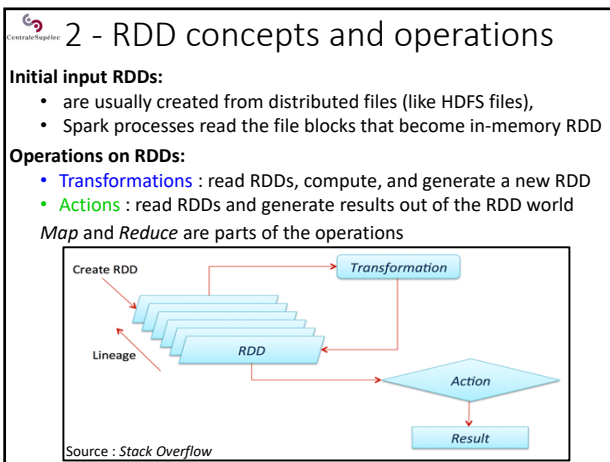 CentraleSupélec
2 - RDD concepts and operations
Initial input RDDs:
• are usually created from distributed files (like HDFS files),
• Spark processes read the file blocks that become in-memory RDD
Operations on RDDs:
• Transformations : read RDDs, compute, and generate a new RDD
• Actions : read RDDs and generate results out of the RDD world
Map and Reduce are parts of the operations
Create RDD
Transformation
Lineage
RDD
Action
Result
Source : Stack Overflow